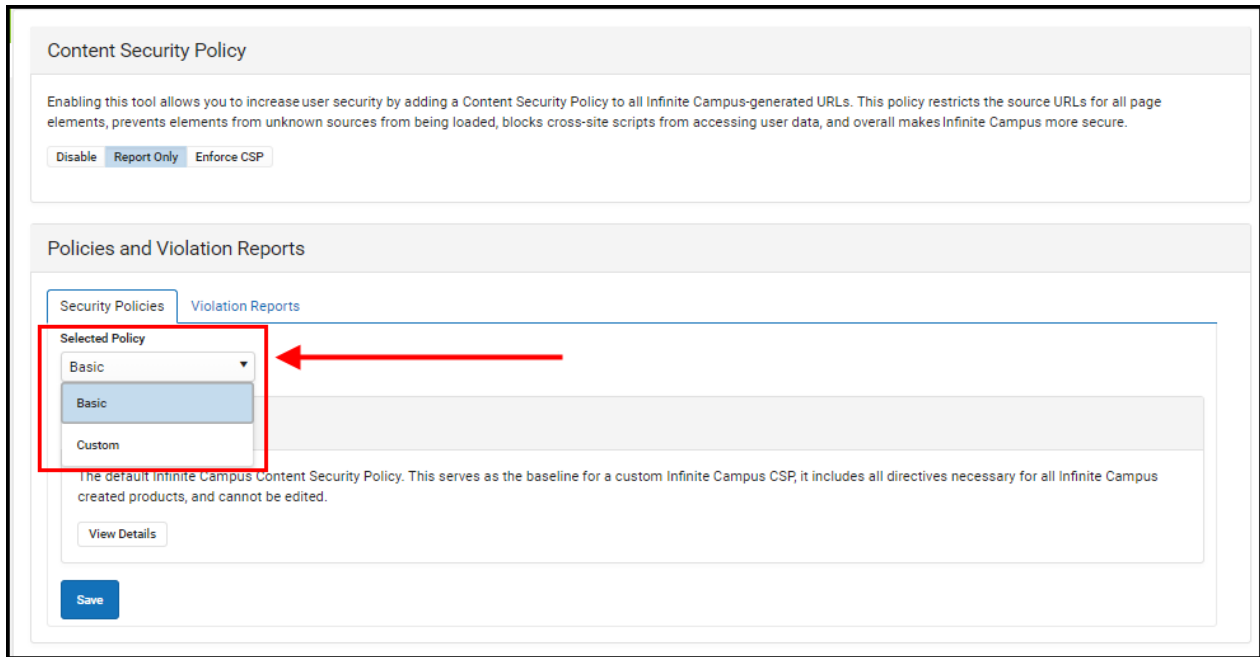 Content Security Policy
Enabling this tool allows you to increase user security by adding a Content Security Policy to all Infinite Campus-generated URLs. This policy restricts the source URLs for all page
elements, prevents elements from unknown sources from being loaded, blocks cross-site scripts from accessing user data, and overall makes Infinite Campus more secure.
Disable Report Only Enforce CSP
Policies and Violation Reports
Security Policies Violation Reports
Selected Policy
Basic
Basic
Custom
The default Infinite Campus Content Security Policy. This serves as the baseline for a custom Infinite Campus CSP, it includes all directives necessary for all Infinite Campus
created products, and cannot be edited.
View Details
Save